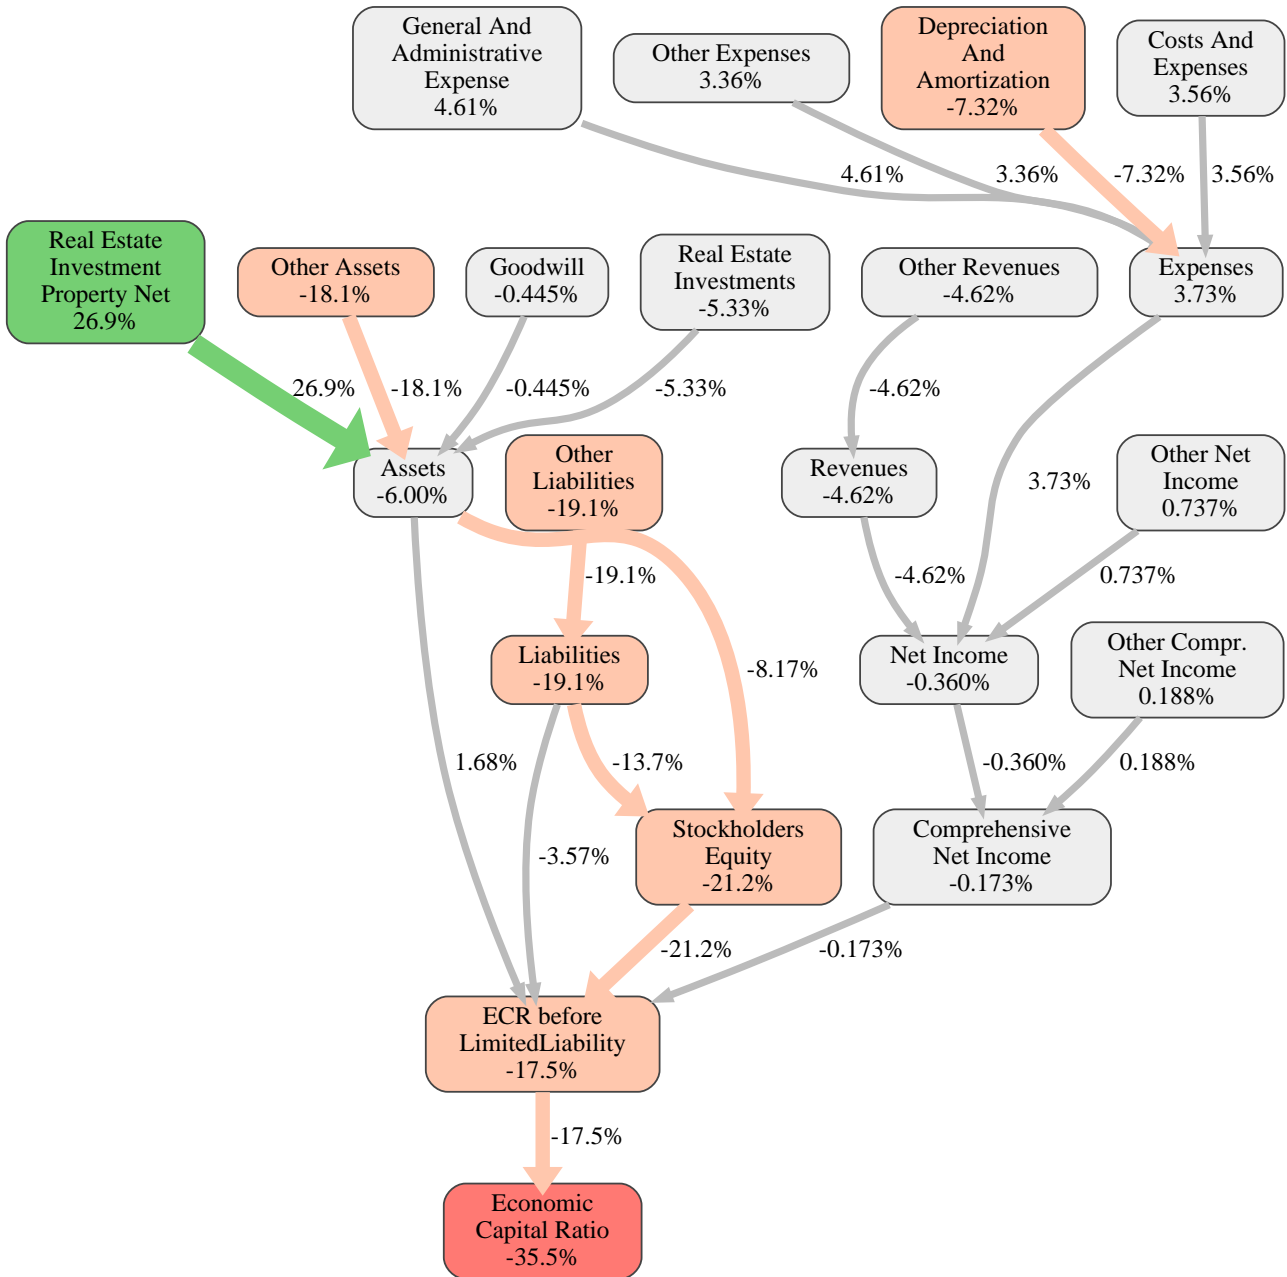 General And
Administrative
Expense
4.61%
Other Expenses
3.36%
Depreciation
And
Amortization
-7.32%
Costs And
Expenses
3.56%
4.61%
3.36%
-7.32%
3.56%
Real Estate
Investment
Property Net
26.9%
Other Assets
-18.1%
Goodwill
-0.445%
Real Estate
Investments
-5.33%
Other Revenues
-4.62%
Expenses
3.73%
26.9%
-18.1%
-0.445%
-5.33%
-4.62%
3.73%
Assets
-6.00%
Other
Liabilities
-19.1%
Revenues
-4.62%
Other Net
Income
0.737%
-19.1%
-8.17%
-4.62%
0.737%
Liabilities
-19.1%
Net Income
-0.360%
Other Compr.
Net Income
0.188%
1.68%
-13.7%
-3.57%
-0.360%
0.188%
Stockholders
Equity
-21.2%
Comprehensive
Net Income
-0.173%
-21.2%
-0.173%
ECR before
LimitedLiability
-17.5%
-17.5%
Economic
Capital Ratio
-35.5%